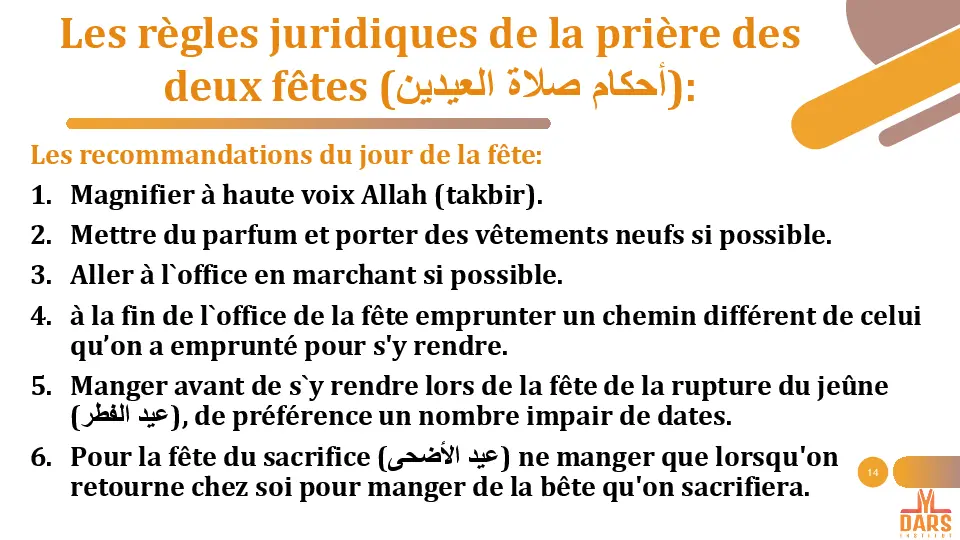 Les règles juridiques de la prière des
deux fêtes (أحكام صلاة العيدين):
Les recommandations du jour de la fête:
1. Magnifier à haute voix Allah (takbir).
2. Mettre du parfum et porter des vêtements neufs si possible.
3. Aller à l`office en marchant si possible.
4. à la fin de l`office de la fête emprunter un chemin différent de celui
qu’on a emprunté pour s'y rendre.
5. Manger avant de s`y rendre lors de la fête de la rupture du jeûne
(عيد الفطر), de préférence un nombre impair de dates.
6. Pour la fête du sacrifice (عيد الأضحى) ne manger que lorsqu'on
retourne chez soi pour manger de la bête qu'on sacrifiera.
14
DARS
INSTITUT